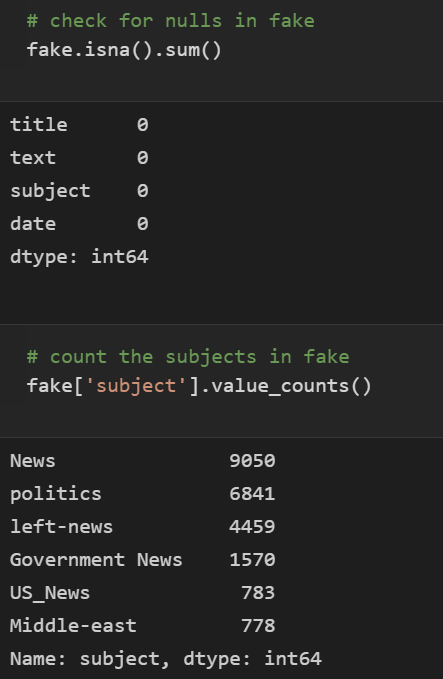 # check for nulls in fake
fake.isna().sum()
title 0
text 0
subject 0
date 0
dtype: int64
# count the subjects in fake
fake['subject'].value_counts()
News 9050
politics 6841
left-news 4459
Government News 1570
US_News 783
Middle-east 778
Name: subject, dtype: int64